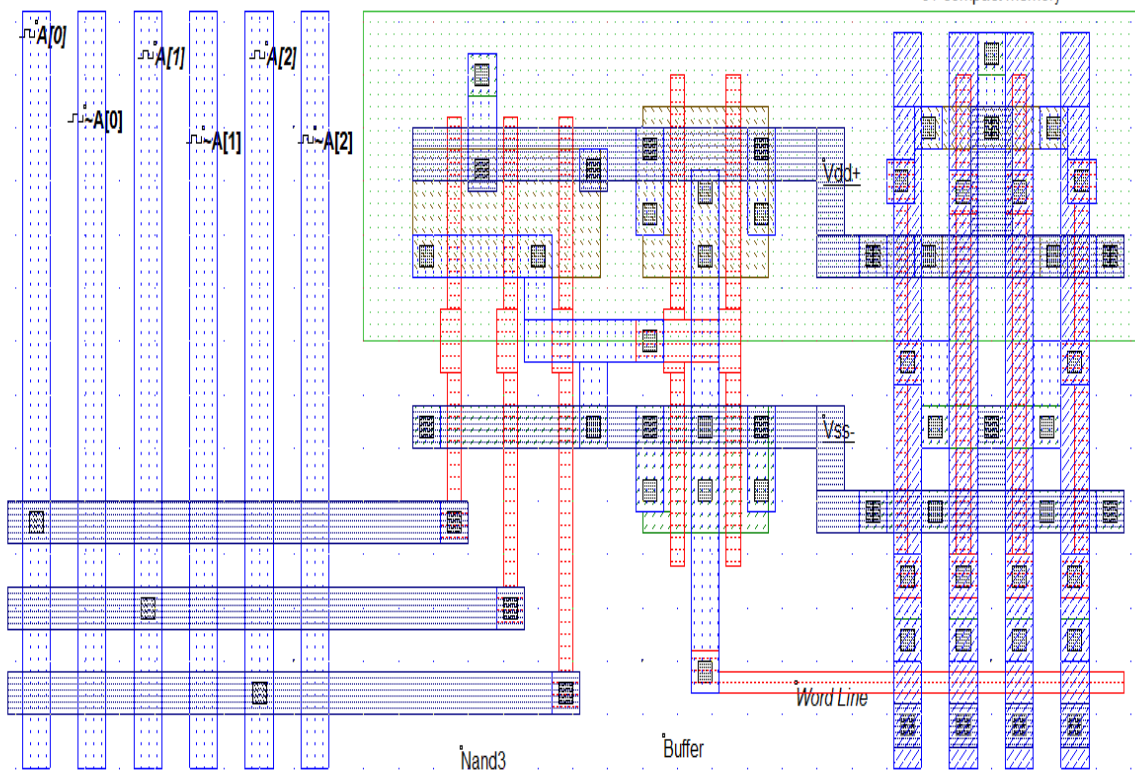 A[0]
A[1]
A[2]
~A[0]
~A[1]
~A[2]
Vdd+
Vss-
Word Line
Buffer
Nand3